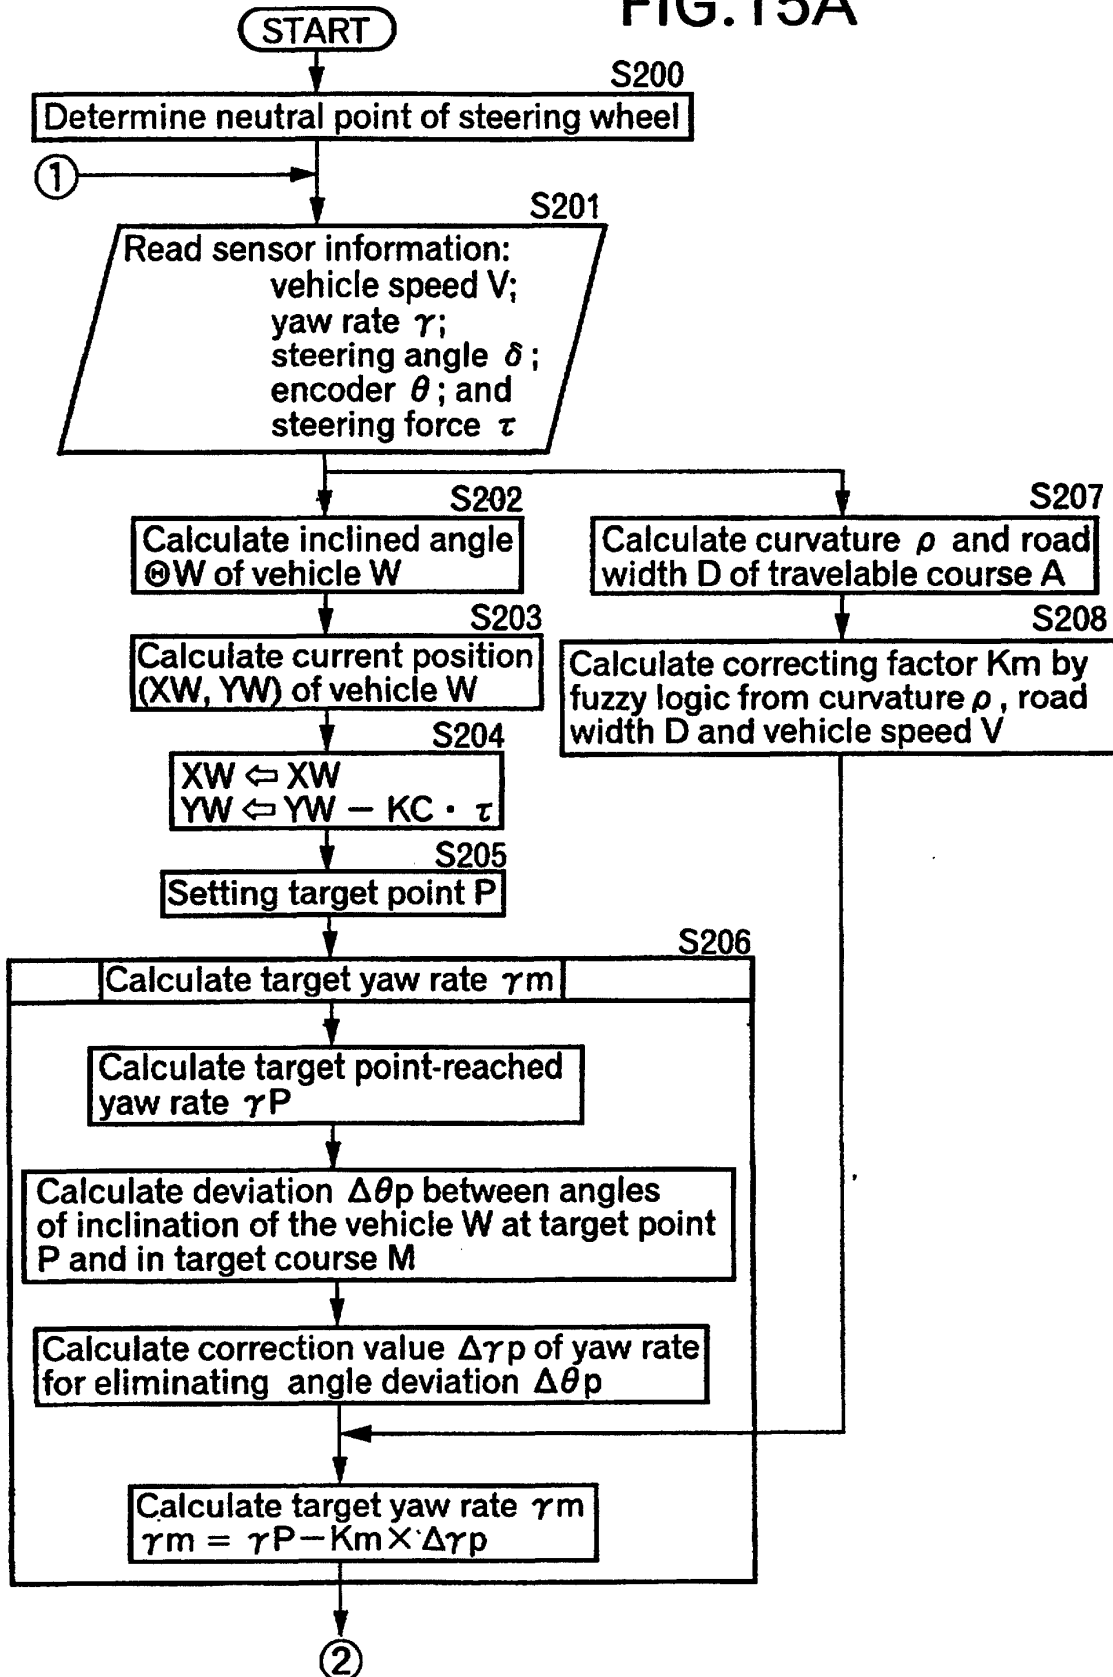 FIG.15A
START
S200
Determine neutral point of steering wheel
①
S201
Read sensor information:
vehicle speed V;
yaw rate γ;
steering angle δ;
encoder θ; and
steering force τ
S202
Calculate inclined angle
ΘW of vehicle W
S203
Calculate current position
(XW, YW) of vehicle W
S204
XW ⇦ XW
YW ⇦ YW − KC · τ
S205
Setting target point P
S207
Calculate curvature ρ and road
width D of travelable course A
S208
Calculate correcting factor Km by
fuzzy logic from curvature ρ, road
width D and vehicle speed V
S206
Calculate target yaw rate γm
Calculate target point-reached
yaw rate γP
Calculate deviation Δθp between angles
of inclination of the vehicle W at target point
P and in target course M
Calculate correction value Δγp of yaw rate
for eliminating angle deviation Δθp
Calculate target yaw rate γm
γm = γP−Km×Δγp
②